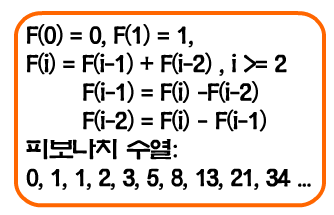 F(0) = 0, F(1) = 1,
F(i) = F(i-1) + F(i-2) , i >= 2
F(i-1) = F(i) -F(i-2)
F(i-2) = F(i) - F(i-1)
피보나치 수열:
0, 1, 1, 2, 3, 5, 8, 13, 21, 34 ...